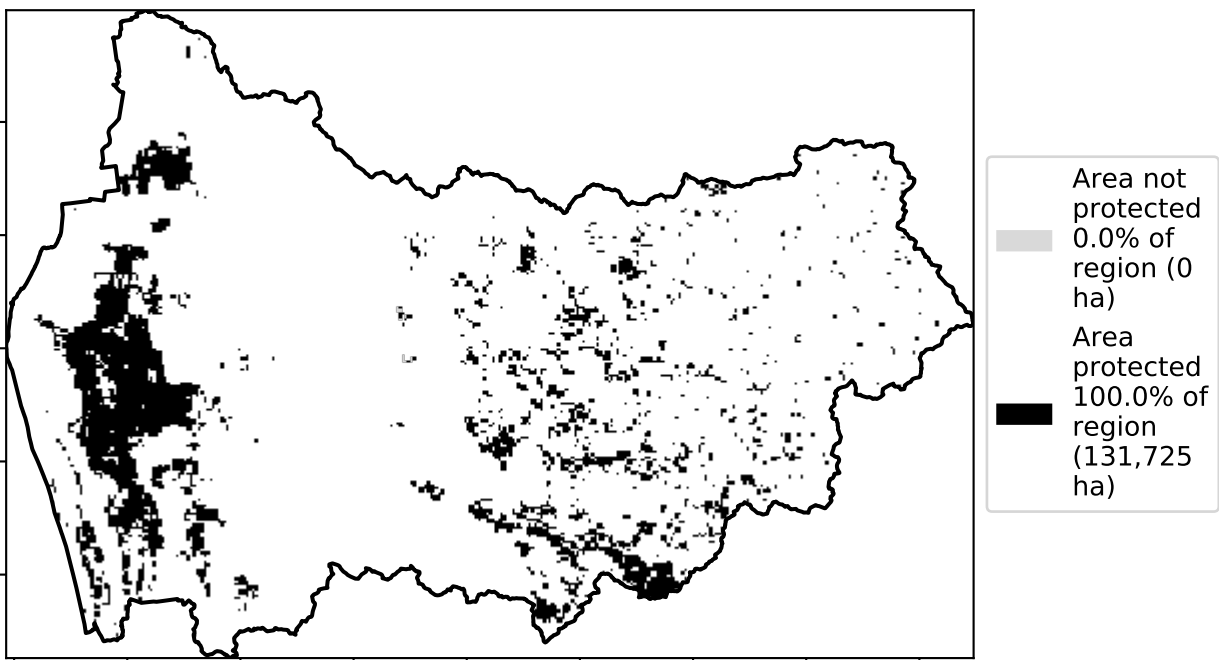 Area not
protected
0.0% of
region (0
ha)
Area
protected
100.0% of
region
(131,725
ha)